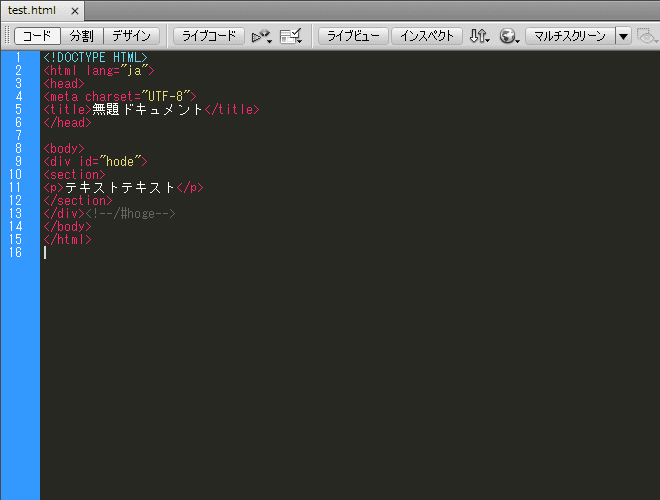 test.html ×
コード 分割 デザイン ライブコード ライブビュー インスペクト マルチスクリーン
1 <!DOCTYPE HTML>
2 <html lang="ja">
3 <head>
4 <meta charset="UTF-8">
5 <title>無題ドキュメント</title>
6 </head>
7
8 <body>
9 <div id="hode">
10 <section>
11 <p>テキストテキスト</p>
12 </section>
13 </div><!--/#hoge-->
14 </body>
15 </html>
16